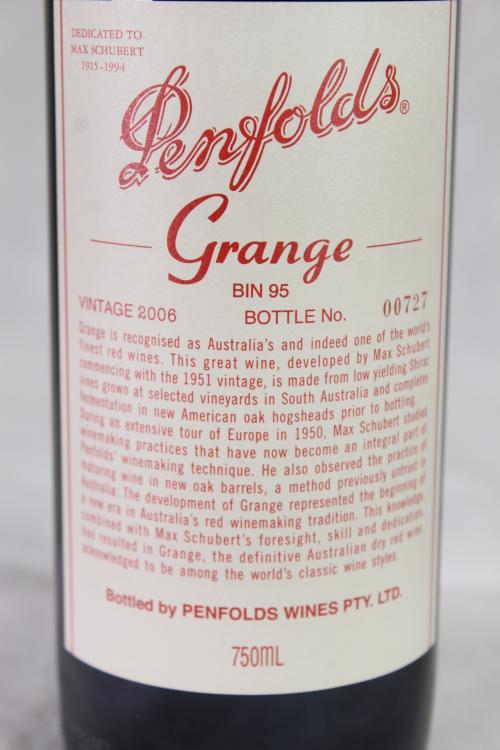 DEDICATED TO
MAX SCHUBERT
1915-1994
Penfolds®
Grange
BIN 95
VINTAGE 2006 BOTTLE No. 00727
Grange is recognised as Australia's and indeed one of the world's
finest red wines. This great wine, developed by Max Schubert
commencing with the 1951 vintage, is made from low yielding Shiraz
vines grown at selected vineyards in South Australia and completes
fermentation in new American oak hogsheads prior to bottling.
During an extensive tour of Europe in 1950, Max Schubert studied
winemaking practices that have now become an integral part of
Penfolds' winemaking technique. He also observed the practice of
maturing wine in new oak barrels, a method previously untried in
Australia. The development of Grange represented the beginning of
a new era in Australia's red winemaking tradition. This knowledge,
combined with Max Schubert's foresight, skill and dedication,
has resulted in Grange, the definitive Australian dry red wine,
acknowledged to be among the world's classic wine styles.
Bottled by PENFOLDS WINES PTY. LTD.
750mL